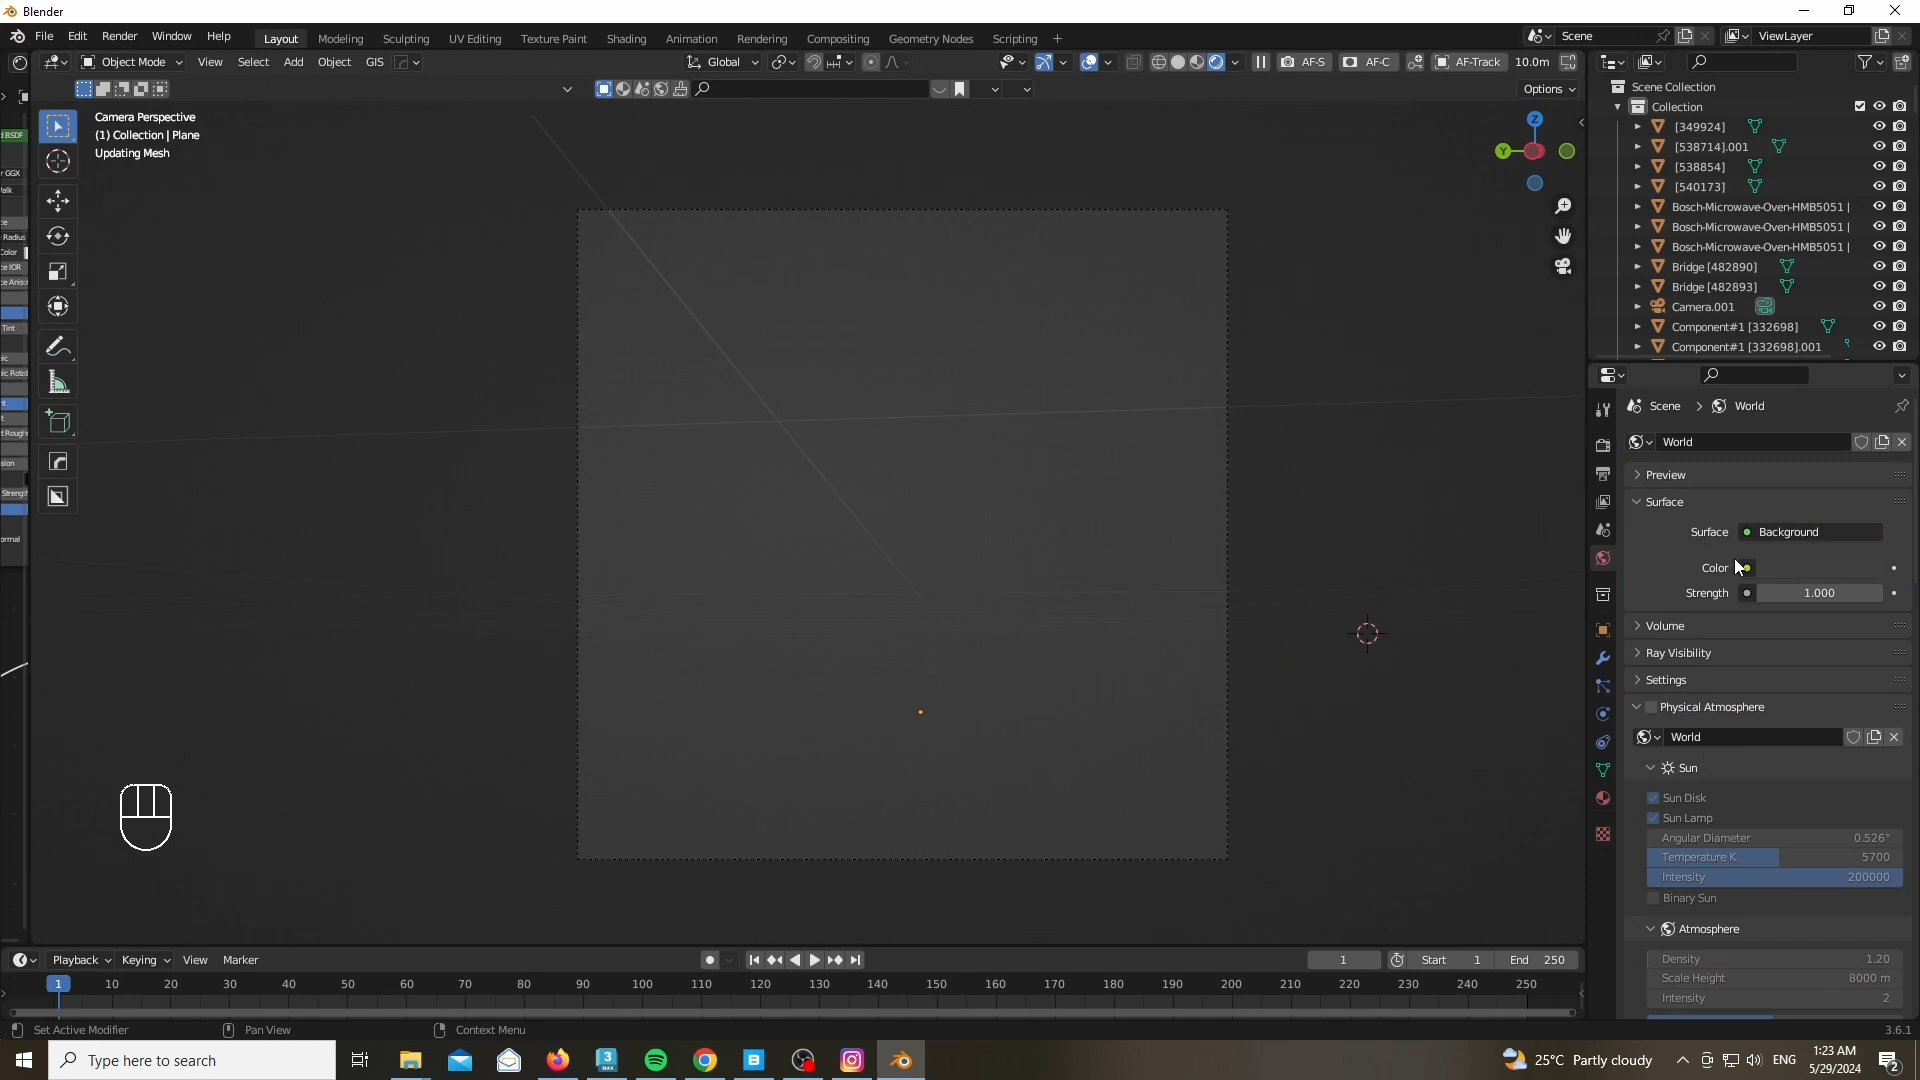 Blender
File Edit Render Window Help
Layout Modeling Sculpting UV Editing Texture Paint Shading Animation Rendering Compositing Geometry Nodes Scripting +
Scene
ViewLayer
Object Mode View Select Add Object GIS
Global
AF-S AF-C AF-Track 10.0m
Options
Camera Perspective
(1) Collection | Plane
Updating Mesh
Z
Y
BSDF
GGX
Radius
Color
IOR
Tint
Strength
Scene Collection
Collection
[349924]
[538714].001
[538854]
[540173]
Bosch-Microwave-Oven-HMB5051 |
Bosch-Microwave-Oven-HMB5051 |
Bosch-Microwave-Oven-HMB5051 |
Bridge [482890]
Bridge [482893]
Camera.001
Component#1 [332698]
Component#1 [332698].001
Scene > World
World
Preview
Surface
Surface Background
Color
Strength 1.000
Volume
Ray Visibility
Settings
Physical Atmosphere
World
Sun
Sun Disk
Sun Lamp
Angular Diameter 0.526°
Temperature K 5700
Intensity 200000
Binary Sun
Atmosphere
Density 1.20
Scale Height 8000 m
Intensity 2
Playback Keying View Marker
1
Start 1
End 250
1 10 20 30 40 50 60 70 80 90 100 110 120 130 140 150 160 170 180 190 200 210 220 230 240 250
Set Active Modifier Pan View Context Menu
3.6.1
Type here to search
25°C Partly cloudy
ENG
1:23 AM
5/29/2024
2